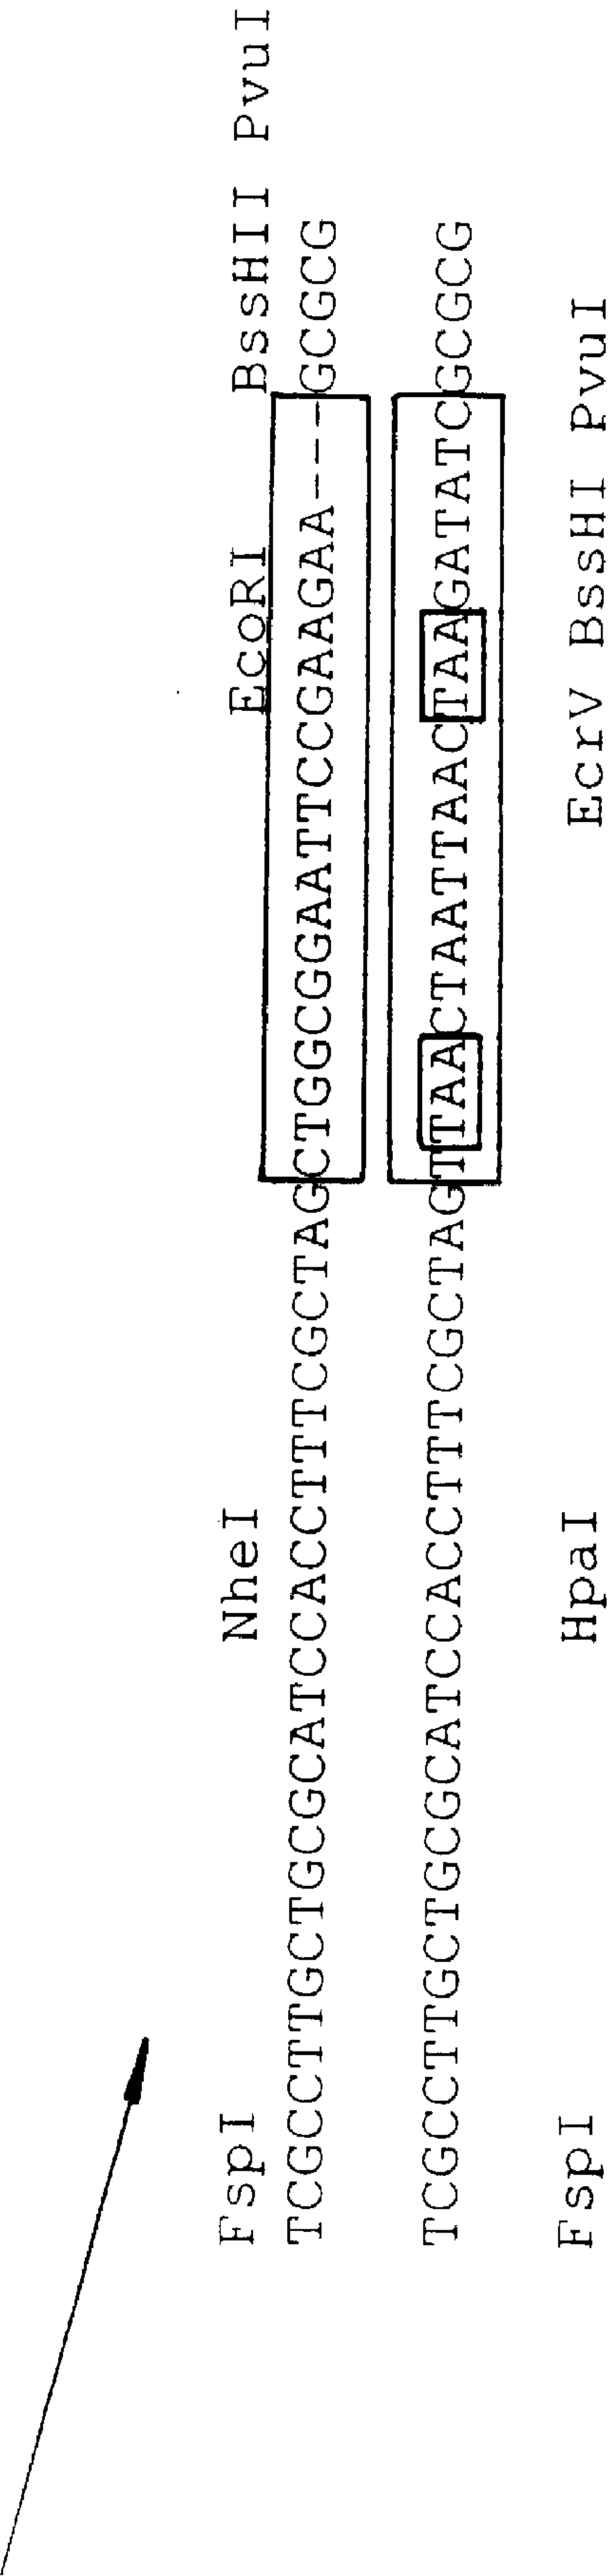 FspI NheI EcoRI BssHII PvuI
TCGCCTTGCTGCGCATCCACCTTTCGCTAGCTGGCGGAATTCCGAAGAA---GCGCG
TCGCCTTGCTGCGCATCCACCTTTCGCTAGTTAACTAATTAACTAAGATATCGCGCG
FspI HpaI EcrV BssHI PvuI